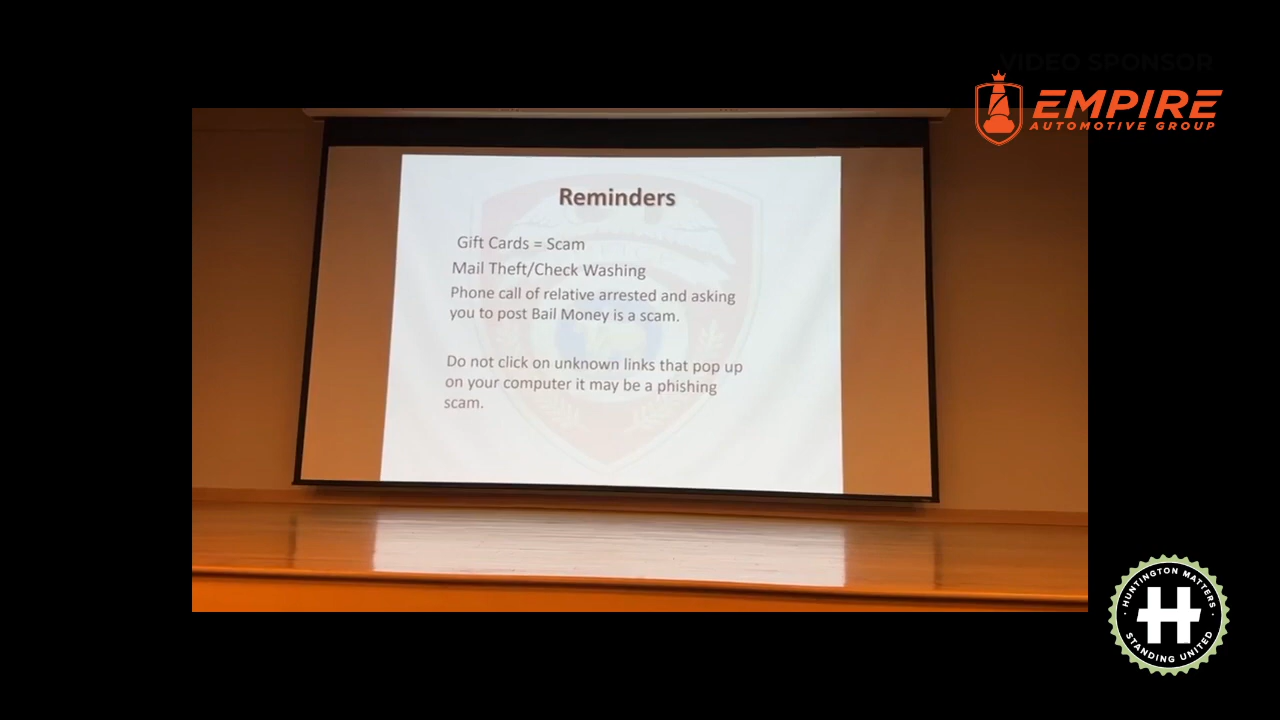 VIDEO SPONSOR
EMPIRE
AUTOMOTIVE GROUP
Reminders
Gift Cards = Scam
Mail Theft/Check Washing
Phone call of relative arrested and asking
you to post Bail Money is a scam.
Do not click on unknown links that pop up
on your computer it may be a phishing
scam.
HUNTINGTON MATTERS
H
STANDING UNITED